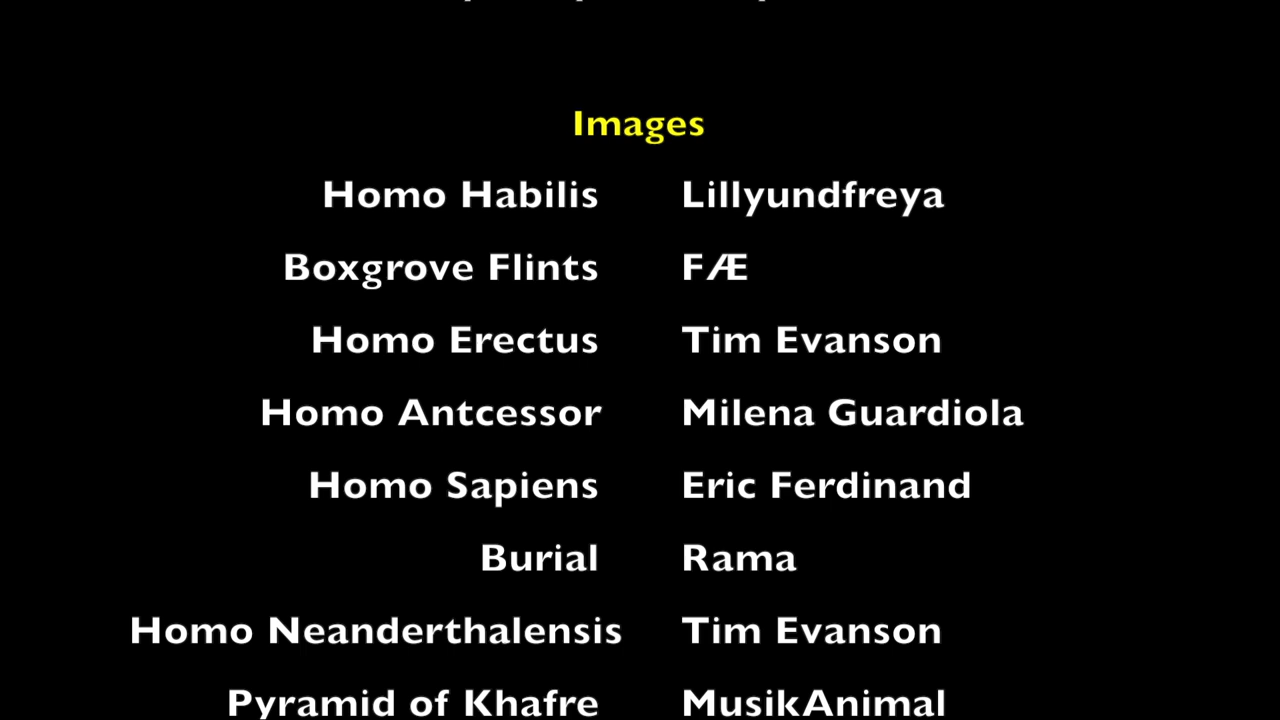 Images
Homo Habilis Lillyundfreya
Boxgrove Flints FÆ
Homo Erectus Tim Evanson
Homo Antcessor Milena Guardiola
Homo Sapiens Eric Ferdinand
Burial Rama
Homo Neanderthalensis Tim Evanson
Pyramid of Khafre MusikAnimal